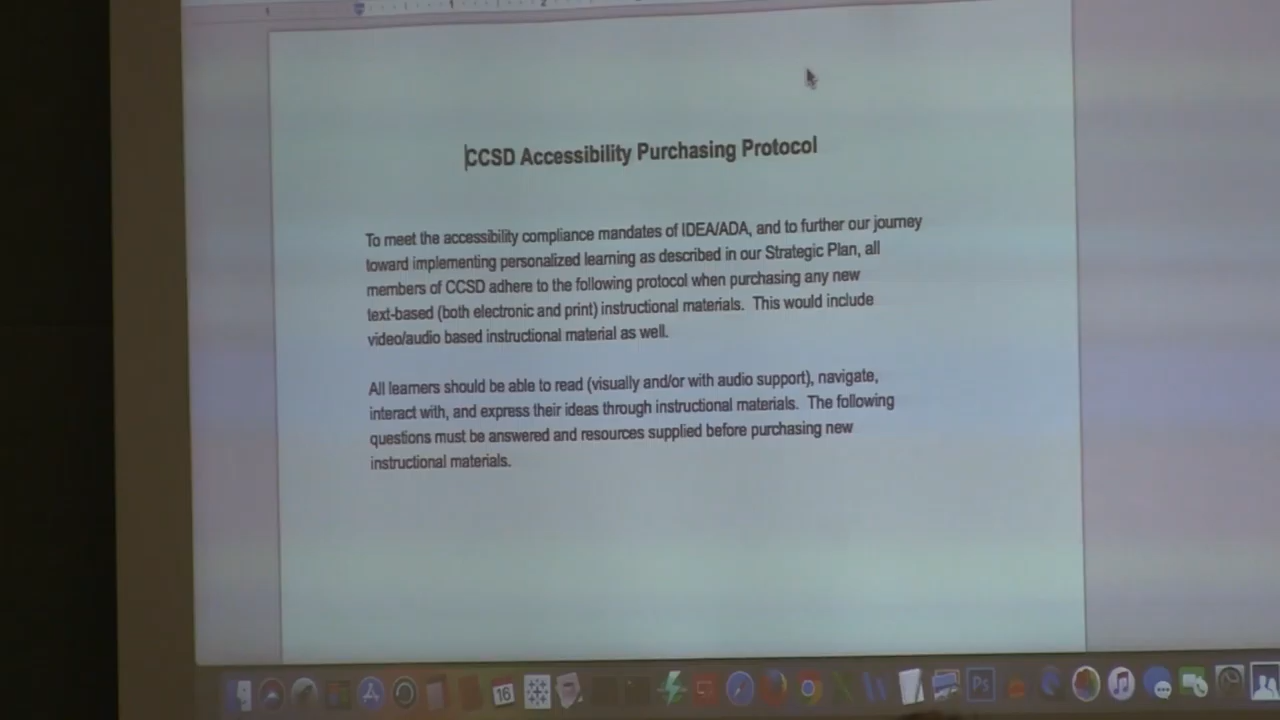 CCSD Accessibility Purchasing Protocol
To meet the accessibility compliance mandates of IDEA/ADA, and to further our journey
toward implementing personalized learning as described in our Strategic Plan, all
members of CCSD adhere to the following protocol when purchasing any new
text-based (both electronic and print) instructional materials.  This would include
video/audio based instructional material as well.
All learners should be able to read (visually and/or with audio support), navigate,
interact with, and express their ideas through instructional materials.  The following
questions must be answered and resources supplied before purchasing new
instructional materials.
16
Ps